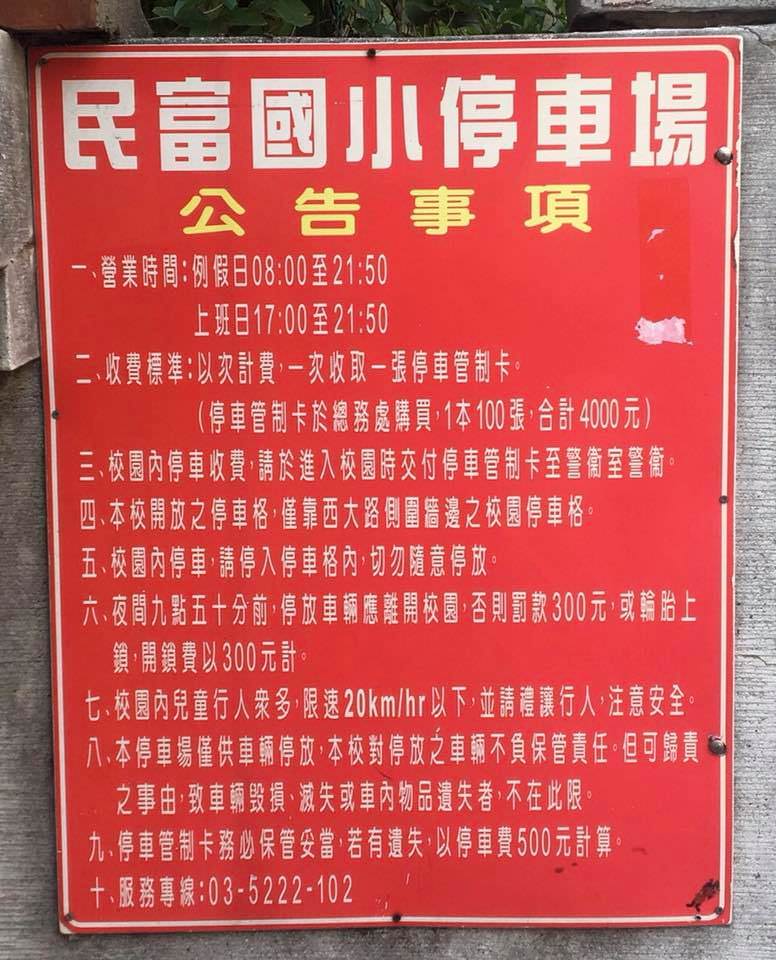 民富國小停車場
公告事項
一、營業時間:例假日08:00至21:50
上班日17:00至21:50
二、收費標準:以次計費,一次收取一張停車管制卡。
(停車管制卡於總務處購買,1本100張,合計4000元)
三、校園內停車收費,請於進入校園時交付停車管制卡至警衛室警衛。
四、本校開放之停車格,僅靠西大路側圍牆邊之校園停車格。
五、校園內停車,請停入停車格內,切勿隨意停放。
六、夜間九點五十分前,停放車輛應離開校園,否則罰款300元,或輪胎上
鎖,開鎖費以300元計。
七、校園內兒童行人眾多,限速20km/hr以下,並請禮讓行人,注意安全。
八、本停車場僅供車輛停放,本校對停放之車輛不負保管責任。但可歸責
之事由,致車輛毀損、滅失或車內物品遺失者,不在此限。
九、停車管制卡務必保管妥當,若有遺失,以停車費500元計算。
十、服務專線:03-5222-102